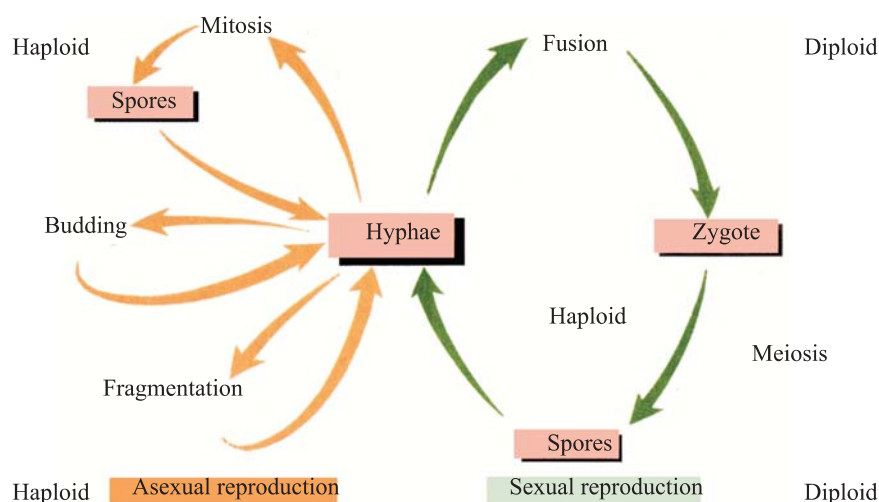 Mitosis
Haploid
Fusion
Diploid
Spores
Budding
Hyphae
Zygote
Haploid
Meiosis
Fragmentation
Spores
Haploid
Asexual reproduction
Sexual reproduction
Diploid